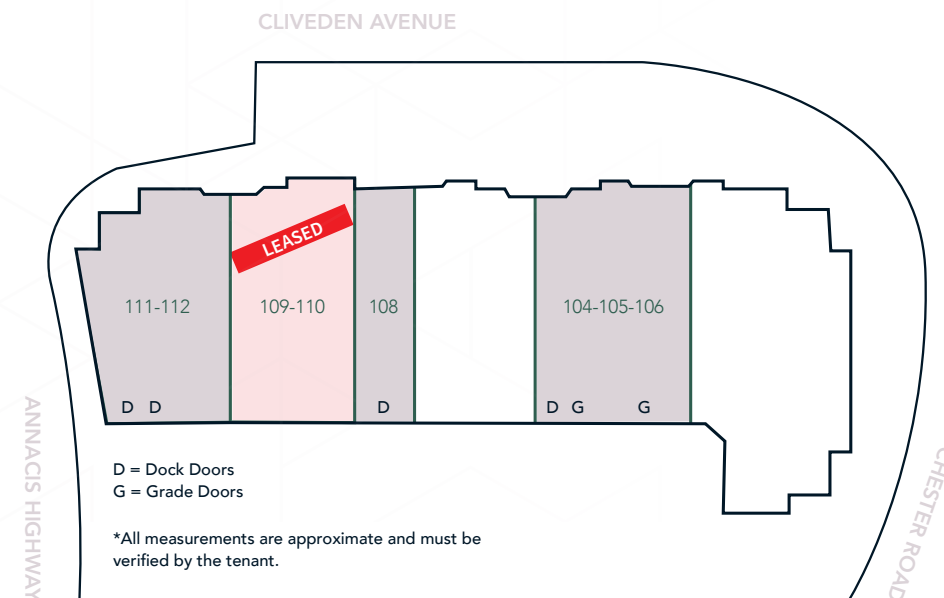 CLIVEDEN AVENUE
LEASED
111-112
109-110
108
104-105-106
D D
D
D G G
D = Dock Doors
G = Grade Doors
*All measurements are approximate and must be
verified by the tenant.
ANNACIS HIGHWAY
CHESTER ROAD